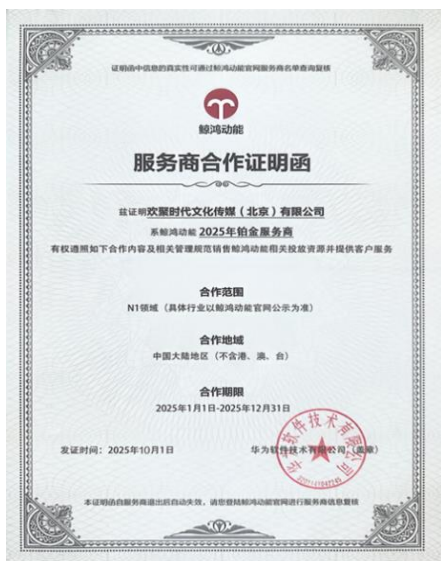 证明函中信息的真实性可通过鲸鸿动能官网服务商名单查询复核
鲸鸿动能
服务商合作证明函
兹证明欢聚时代文化传媒（北京）有限公司
系鲸鸿动能 2025年铂金服务商
有权遵照如下合作内容及相关管理规范销售鲸鸿动能相关投放资源并提供客户服务
合作范围
N1领域（具体行业以鲸鸿动能官网公示为准）
合作地域
中国大陆地区（不含港、澳、台）
合作期限
2025年1月1日-2025年12月31日
发证时间：2025年10月1日
华为软件技术有限公司（盖章）
华为软件技术有限公司
本证明函自服务商退出后自动失效，请您登陆鲸鸿动能官网进行服务商信息复核